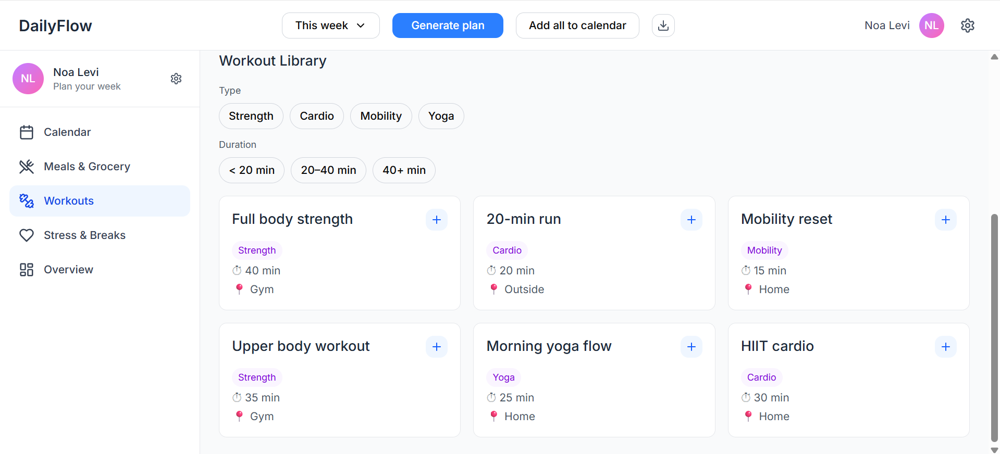 DailyFlow
This week
Generate plan
Add all to calendar
Noa Levi
NL
NL
Noa Levi
Plan your week
Calendar
Meals & Grocery
Workouts
Stress & Breaks
Overview
Workout Library
Type
Strength
Cardio
Mobility
Yoga
Duration
< 20 min
20–40 min
40+ min
Full body strength
Strength
⏱ 40 min
📍 Gym
20-min run
Cardio
⏱ 20 min
📍 Outside
Mobility reset
Mobility
⏱ 15 min
📍 Home
Upper body workout
Strength
⏱ 35 min
📍 Gym
Morning yoga flow
Yoga
⏱ 25 min
📍 Home
HIIT cardio
Cardio
⏱ 30 min
📍 Home